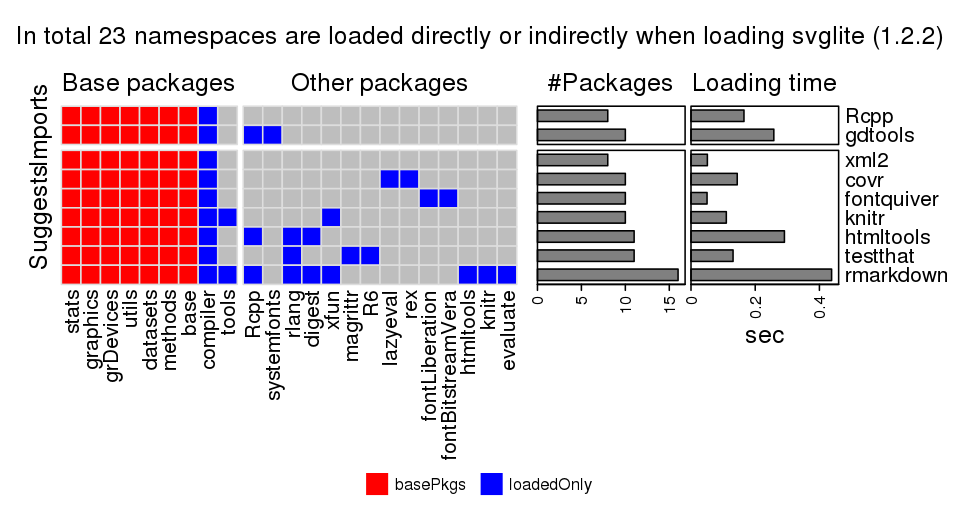 In total 23 namespaces are loaded directly or indirectly when loading svglite (1.2.2)
Base packages
Other packages
#Packages
Loading time
Imports
Suggests
Rcpp
gdtools
xml2
covr
fontquiver
knitr
htmltools
testthat
rmarkdown
stats
graphics
grDevices
utils
datasets
methods
base
compiler
tools
Rcpp
systemfonts
rlang
digest
xfun
magrittr
R6
lazyeval
rex
fontLiberation
fontBitstreamVera
htmltools
knitr
evaluate
0
5
10
15
0
0.2
0.4
sec
basePkgs
loadedOnly